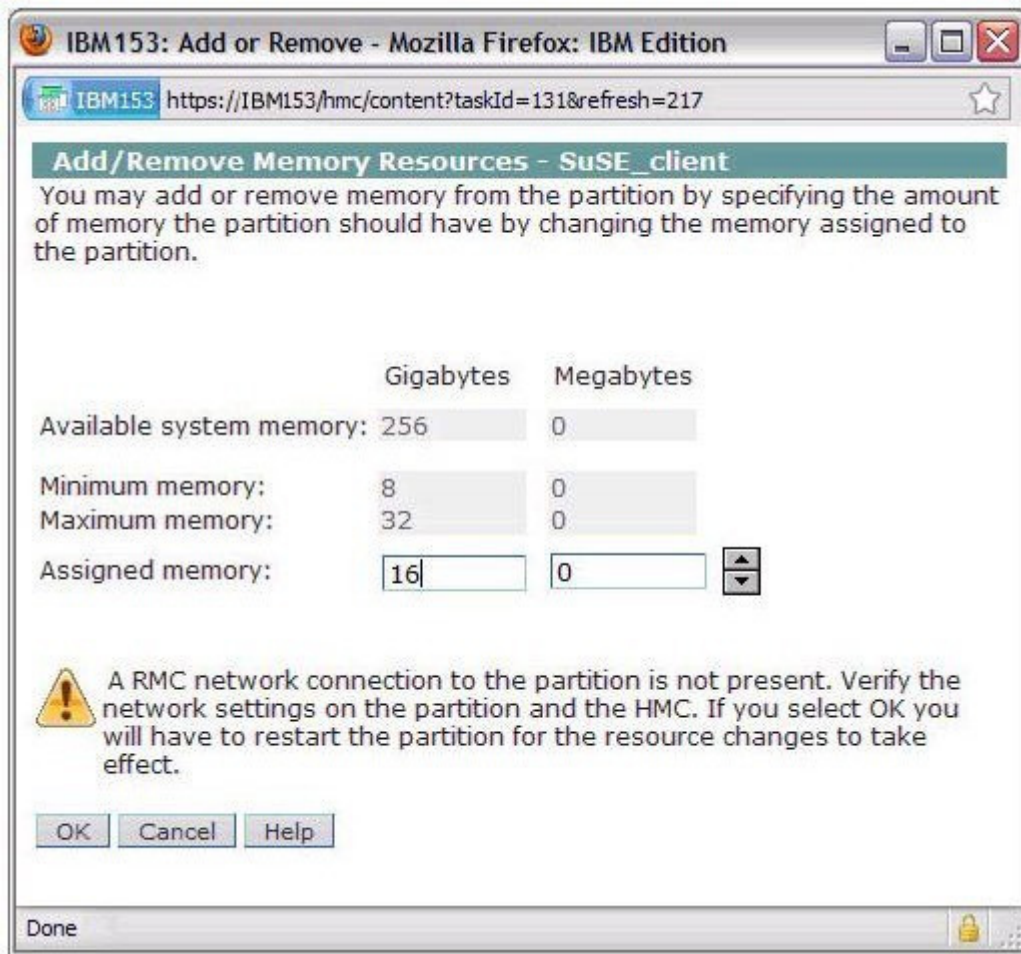 IBM153: Add or Remove - Mozilla Firefox: IBM Edition
IBM153 https://IBM153/hmc/content?taskId=131&refresh=217
Add/Remove Memory Resources - SuSE_client
You may add or remove memory from the partition by specifying the amount
of memory the partition should have by changing the memory assigned to
the partition.
Gigabytes Megabytes
Available system memory: 256 0
Minimum memory: 8 0
Maximum memory: 32 0
Assigned memory: 16 0
A RMC network connection to the partition is not present. Verify the
network settings on the partition and the HMC. If you select OK you
will have to restart the partition for the resource changes to take
effect.
OK Cancel Help
Done